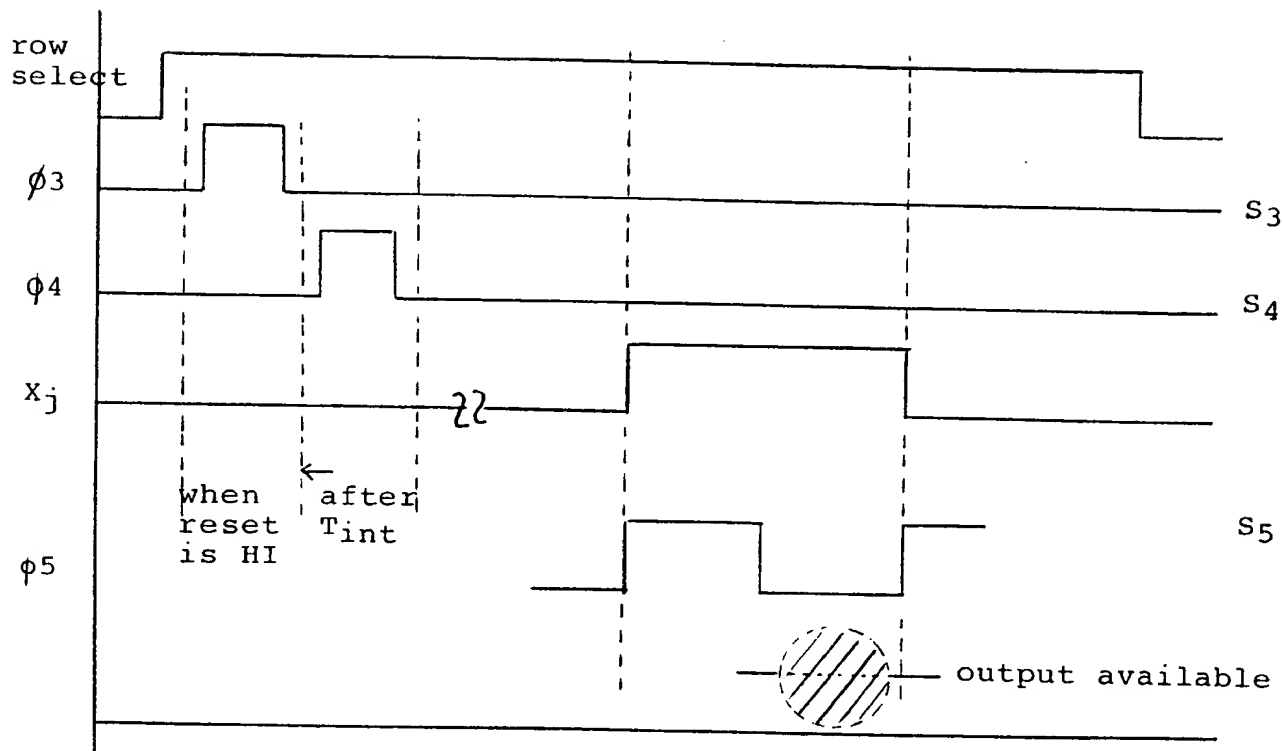 row
select
φ3
S3
φ4
S4
Xj
when
reset
is HI
after
Tint
S5
φ5
output available